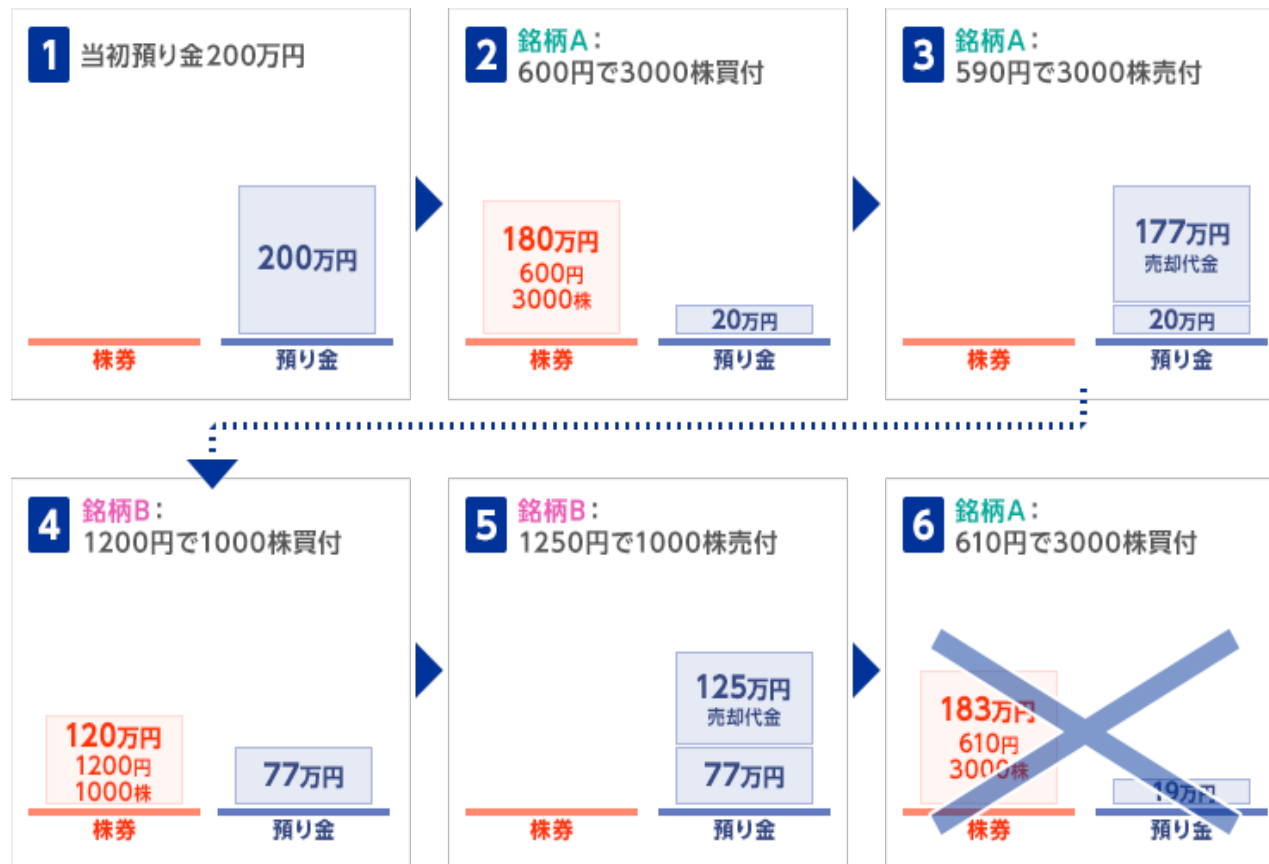 1 当初預り金200万円
200万円
株券 預り金
2 銘柄A：
600円で3000株買付
180万円
600円
3000株
20万円
株券 預り金
3 銘柄A：
590円で3000株売付
177万円
売却代金
20万円
株券 預り金
4 銘柄B：
1200円で1000株買付
120万円
1200円
1000株
77万円
株券 預り金
5 銘柄B：
1250円で1000株売付
125万円
売却代金
77万円
株券 預り金
6 銘柄A：
610円で3000株買付
183万円
610円
3000株
19万円
株券 預り金